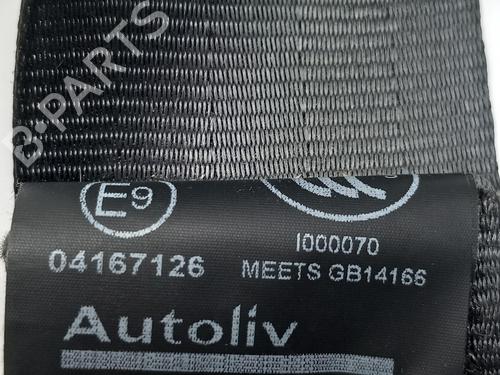 B-PARTS
E9
04167126
I000070
MEETS GB14166
Autoliv